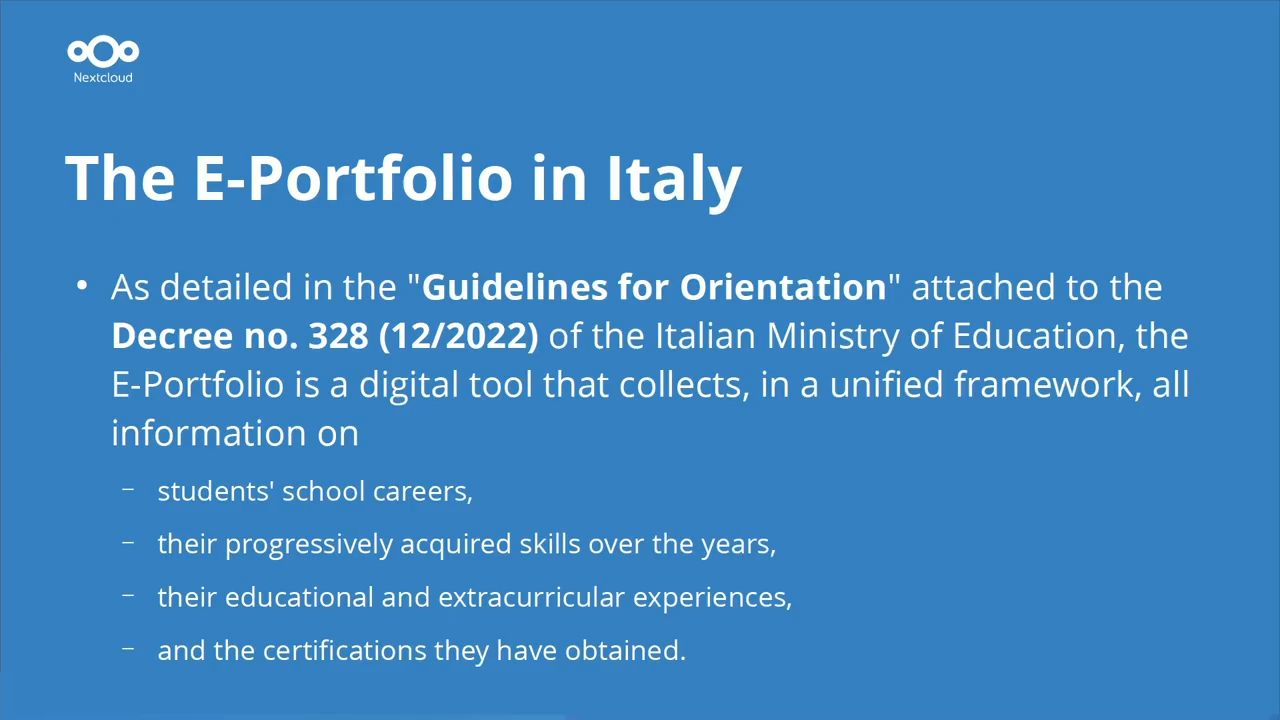 Nextcloud
The E-Portfolio in Italy
• As detailed in the "Guidelines for Orientation" attached to the
Decree no. 328 (12/2022) of the Italian Ministry of Education, the
E-Portfolio is a digital tool that collects, in a unified framework, all
information on
– students' school careers,
– their progressively acquired skills over the years,
– their educational and extracurricular experiences,
– and the certifications they have obtained.